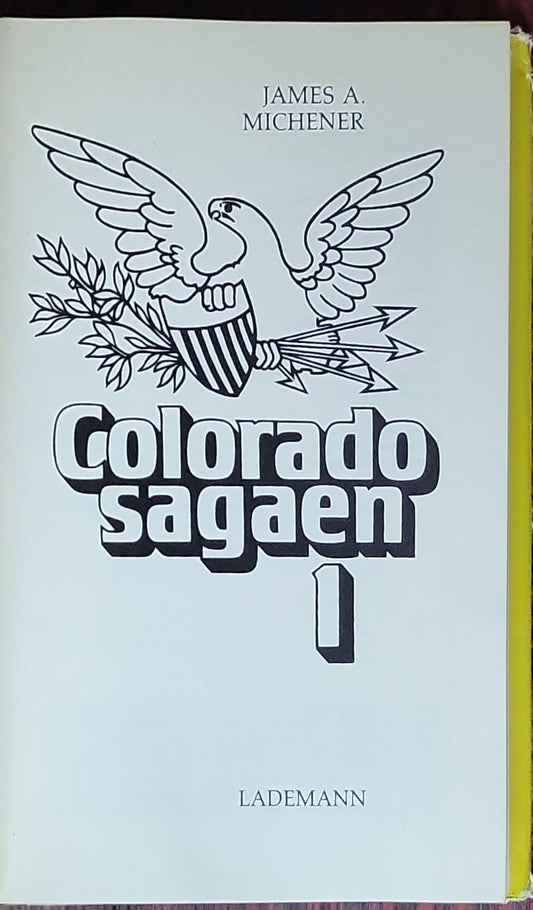 JAMES A.
MICHENER
Colorado
sagaen
1
LADEMANN